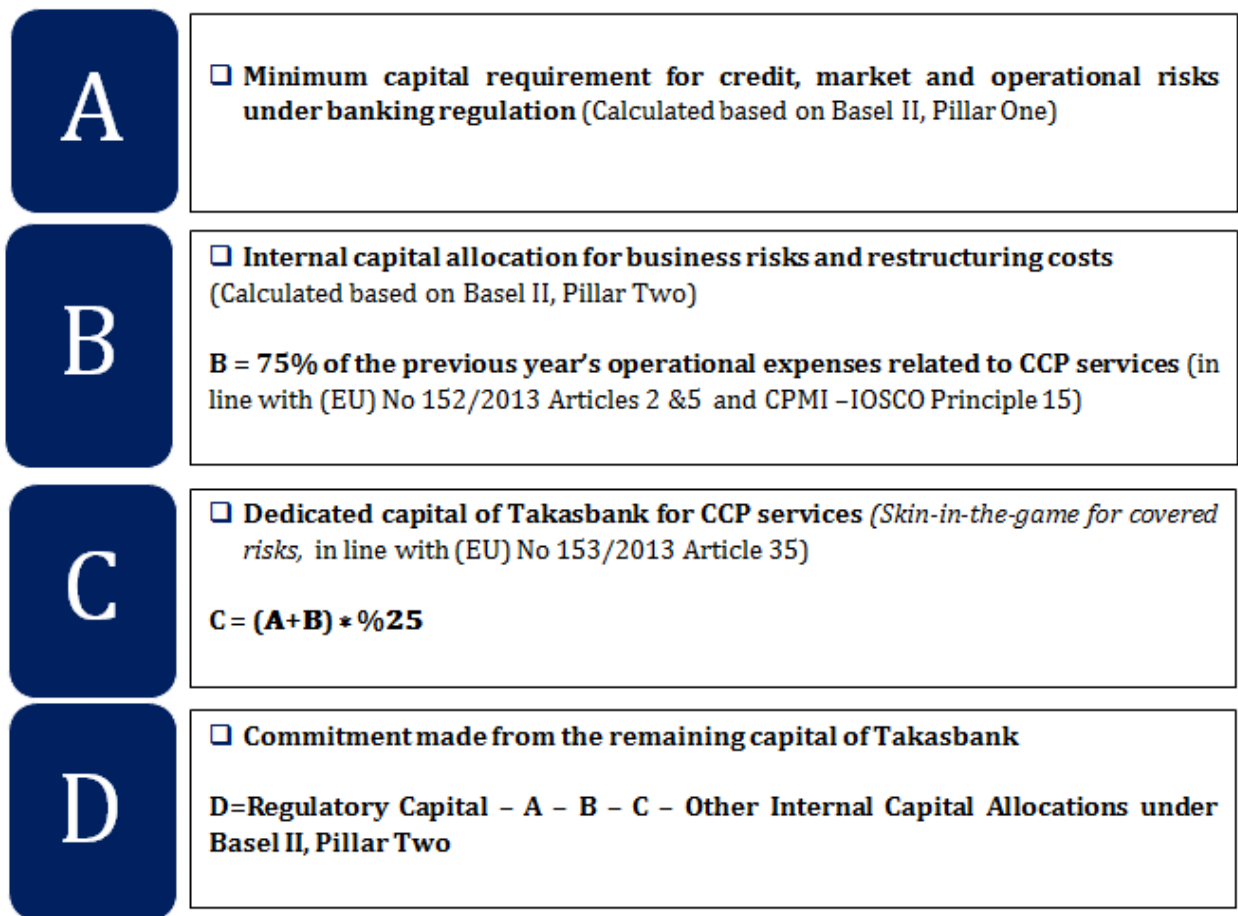 A
❑ Minimum capital requirement for credit, market and operational risks
under banking regulation (Calculated based on Basel II, Pillar One)
B
❑ Internal capital allocation for business risks and restructuring costs
(Calculated based on Basel II, Pillar Two)
B = 75% of the previous year's operational expenses related to CCP services (in
line with (EU) No 152/2013 Articles 2 &5 and CPMI –IOSCO Principle 15)
C
❑ Dedicated capital of Takasbank for CCP services (Skin-in-the-game for covered
risks, in line with (EU) No 153/2013 Article 35)
C = (A+B) * %25
D
❑ Commitment made from the remaining capital of Takasbank
D=Regulatory Capital – A – B – C – Other Internal Capital Allocations under
Basel II, Pillar Two